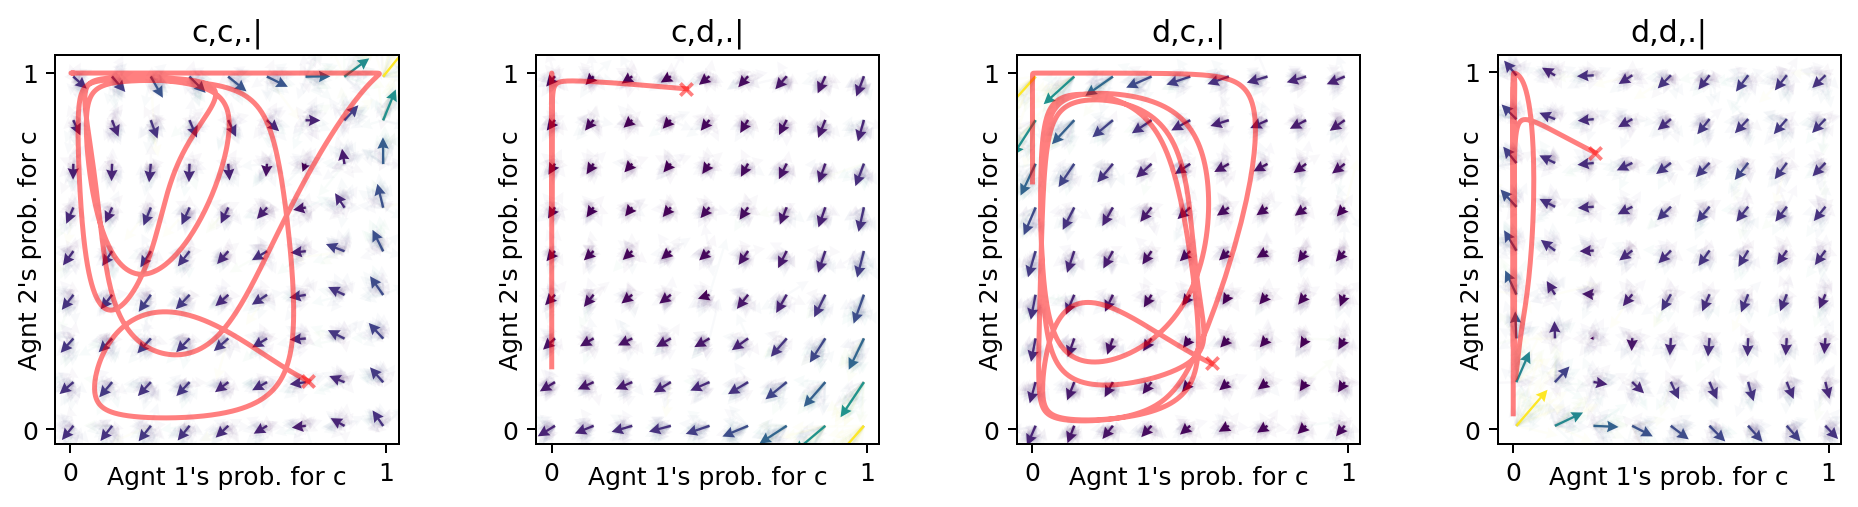 c,c,.|
c,d,.|
d,c,.|
d,d,.|
Agnt 2's prob. for c
1
0
0
1
Agnt 1's prob. for c
Agnt 2's prob. for c
1
0
0
1
Agnt 1's prob. for c
Agnt 2's prob. for c
1
0
0
1
Agnt 1's prob. for c
Agnt 2's prob. for c
1
0
0
1
Agnt 1's prob. for c